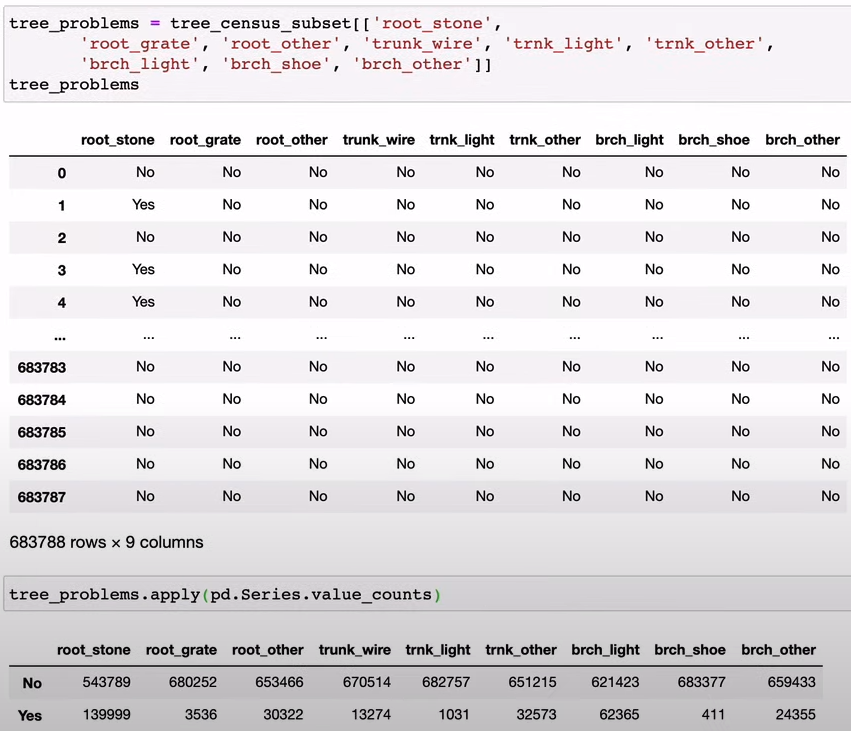 tree_problems = tree_census_subset[['root_stone',
'root_grate', 'root_other', 'trunk_wire', 'trnk_light', 'trnk_other',
'brch_light', 'brch_shoe', 'brch_other']]
tree_problems
root_stone root_grate root_other trunk_wire trnk_light trnk_other brch_light brch_shoe brch_other
0 No No No No No No No No No
1 Yes No No No No No No No No
2 No No No No No No No No No
3 Yes No No No No No No No No
4 Yes No No No No No No No No
... ... ... ... ... ... ... ... ... ...
683783 No No No No No No No No No
683784 No No No No No No No No No
683785 No No No No No No No No No
683786 No No No No No No No No No
683787 No No No No No No No No No
683788 rows × 9 columns
tree_problems.apply(pd.Series.value_counts)
root_stone root_grate root_other trunk_wire trnk_light trnk_other brch_light brch_shoe brch_other
No 543789 680252 653466 670514 682757 651215 621423 683377 659433
Yes 139999 3536 30322 13274 1031 32573 62365 411 24355